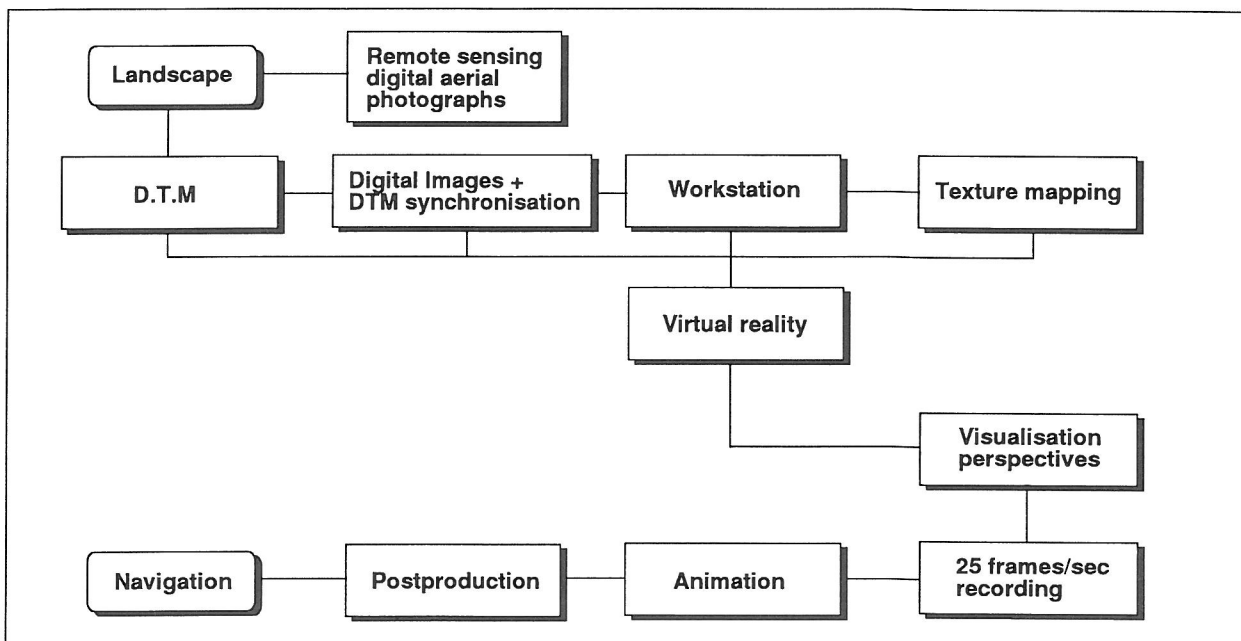 Landscape
Remote sensing
digital aerial
photographs
D.T.M
Digital Images +
DTM synchronisation
Workstation
Texture mapping
Virtual reality
Visualisation
perspectives
Navigation
Postproduction
Animation
25 frames/sec
recording